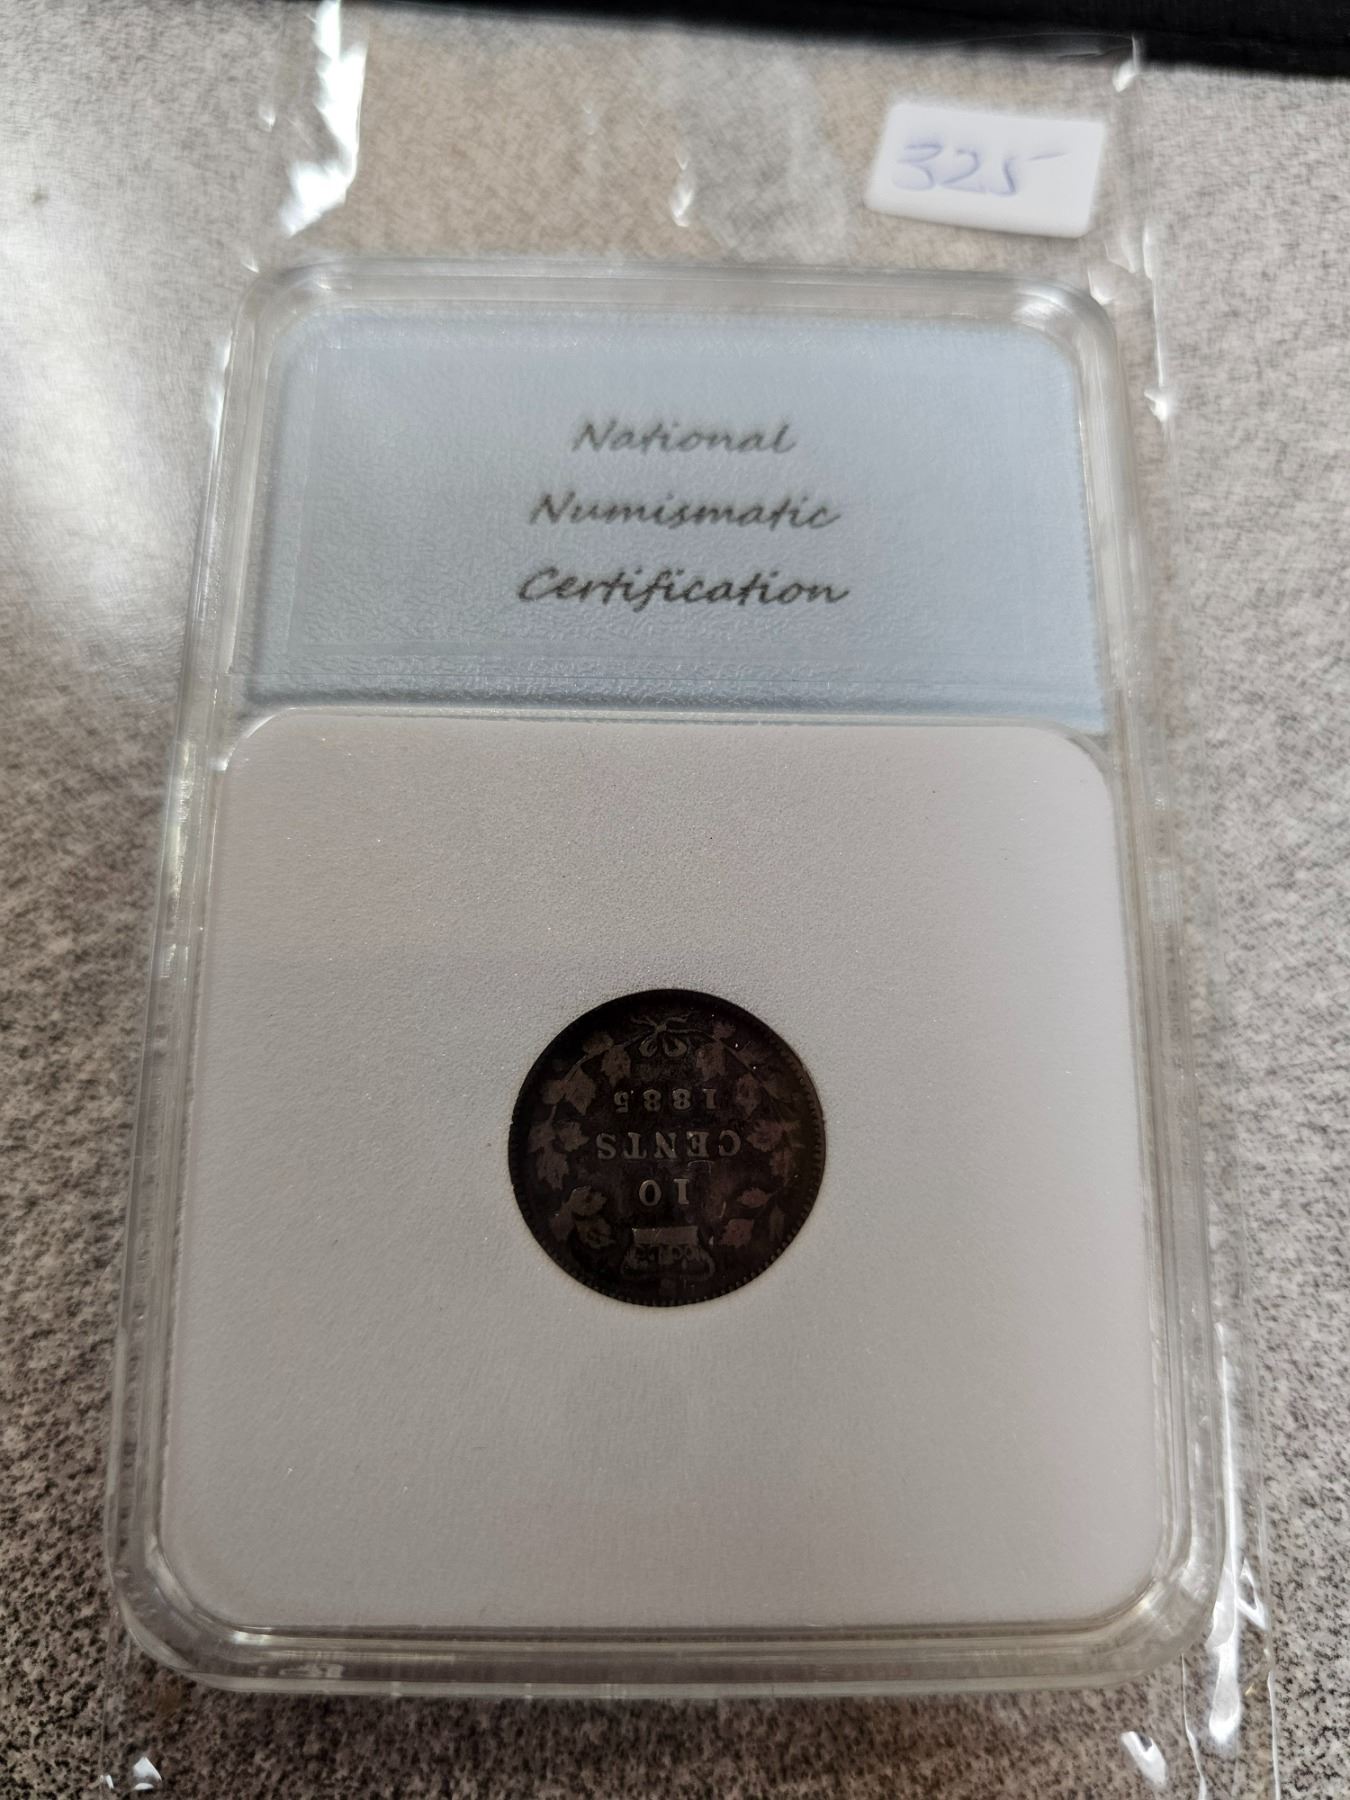 325
National
Numismatic
Certification
10
CENTS
1885